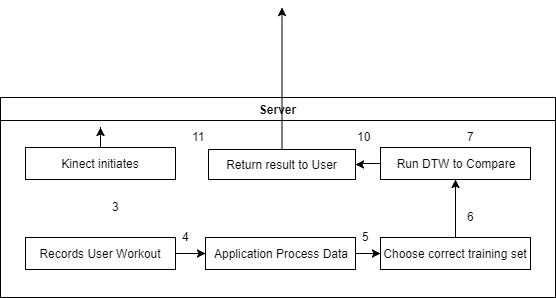 Server
11
10
7
Kinect initiates
Return result to User
Run DTW to Compare
3
6
4
5
Records User Workout
Application Process Data
Choose correct training set